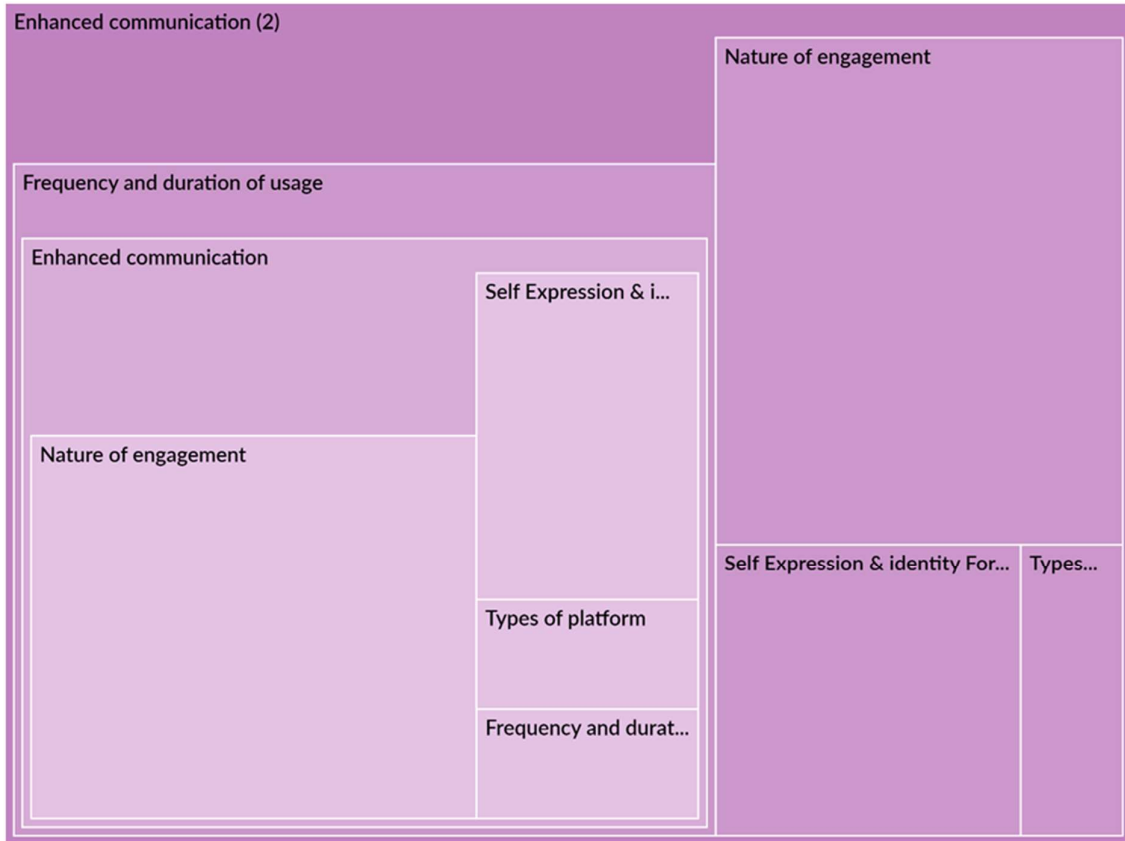 Enhanced communication (2)
Nature of engagement
Frequency and duration of usage
Enhanced communication
Self Expression & i...
Nature of engagement
Types of platform
Frequency and durat...
Self Expression & identity For...
Types...